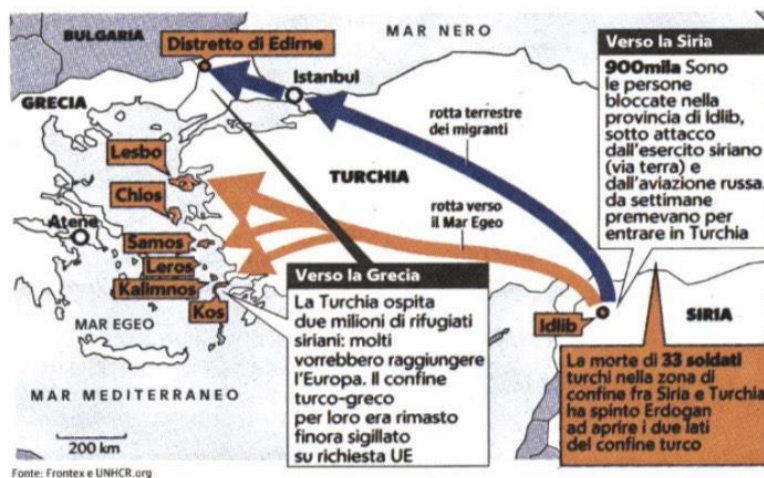 BULGARIA
Distretto di Edirne
MAR NERO
Istanbul
GRECIA
Lesbo
Chios
Atene
Samos
Leros
Kalimnos
Kos
MAR EGEO
MAR MEDITERRANEO
200 km
TURCHIA
rotta terrestre
dei migranti
rotta verso
il Mar Egeo
Idlib
SIRIA
Verso la Siria
900mila Sono
le persone
bloccate nella
provincia di Idlib,
sotto attacco
dall'esercito siriano
(via terra) e
dall'aviazione russa.
da settimane
premevano per
entrare in Turchia
Verso la Grecia
La Turchia ospita
due milioni di rifugiati
siriani: molti
vorrebbero raggiungere
l'Europa. Il confine
turco-greco
per loro era rimasto
finora sigillato
su richiesta UE
La morte di 33 soldati
turchi nella zona di
confine fra Siria e Turchia
ha spinto Erdogan
ad aprire i due lati
del confine turco
Fonte: Frontex e UNHCR.org